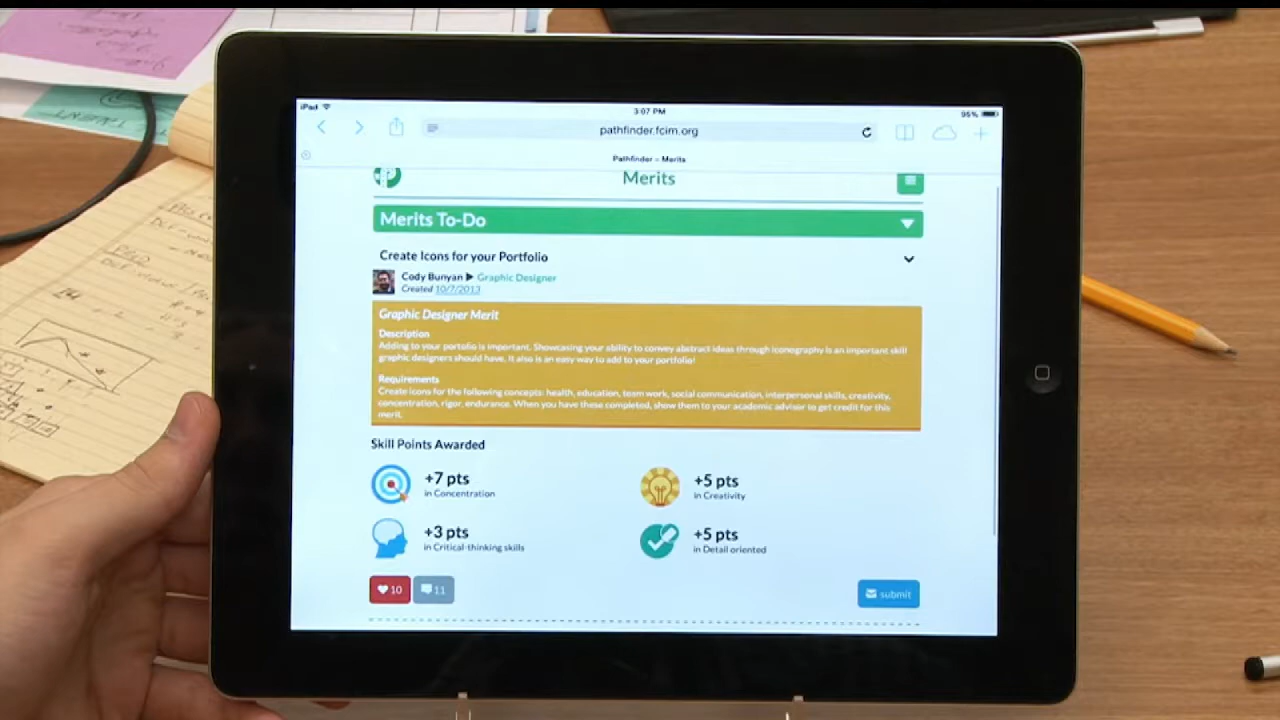 iPad
3:07 PM
95%
pathfinder.fcim.org
Pathfinder - Merits
Merits
Merits To-Do
Create Icons for your Portfolio
Cody Bunyan ▶ Graphic Designer
Created 10/7/2013
Graphic Designer Merit
Description
Adding to your portfolio is important. Showcasing your ability to convey abstract ideas through iconography is an important skill
graphic designers should have. It also is an easy way to add to your portfolio!
Requirements
Create icons for the following concepts: health, education, team work, social communication, interpersonal skills, creativity,
concentration, rigor, endurance. When you have these completed, show them to your academic advisor to get credit for this
merit.
Skill Points Awarded
+7 pts
in Concentration
+5 pts
in Creativity
+3 pts
in Critical-thinking skills
+5 pts
in Detail oriented
10
11
submit